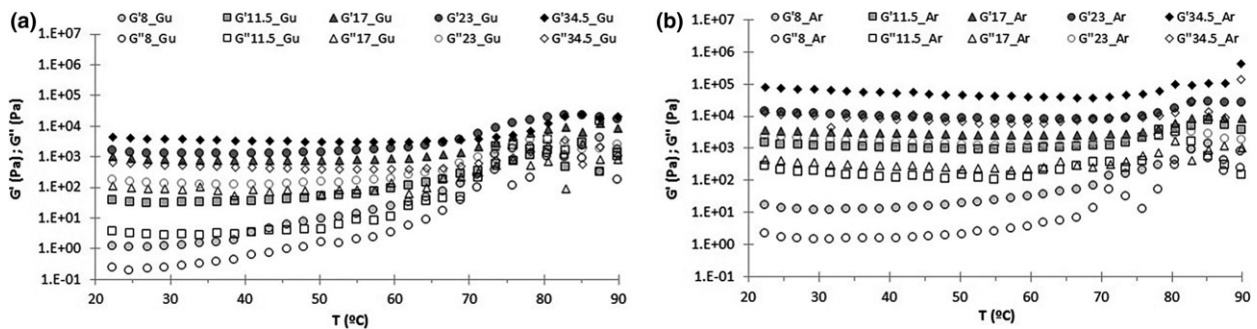 (a)
G'8_Gu G'11.5_Gu G'17_Gu G'23_Gu G'34.5_Gu
G"8_Gu G"11.5_Gu G"17_Gu G"23_Gu G"34.5_Gu
1.E+07
1.E+06
1.E+05
1.E+04
1.E+03
1.E+02
1.E+01
1.E+00
1.E-01
G' (Pa) ; G" (Pa)
20 30 40 50 60 70 80 90
T (ºC)
(b)
G'8_Ar G'11.5_Ar G'17_Ar G'23_Ar G'34.5_Ar
G"8_Ar G"11.5_Ar G"17_Ar G"23_Ar G"34.5_Ar
1.E+07
1.E+06
1.E+05
1.E+04
1.E+03
1.E+02
1.E+01
1.E+00
1.E-01
G' (Pa) ; G" (Pa)
20 30 40 50 60 70 80 90
T (ºC)